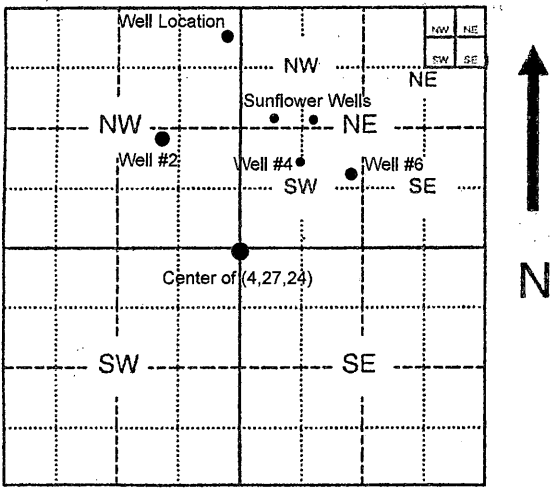 Well Location
NW NE
SW SE
NW
NE
Sunflower Wells
NW
NE
Well #2
Well #4
Well #6
SW
SE
Center of (4,27,24)
N
SW
SE